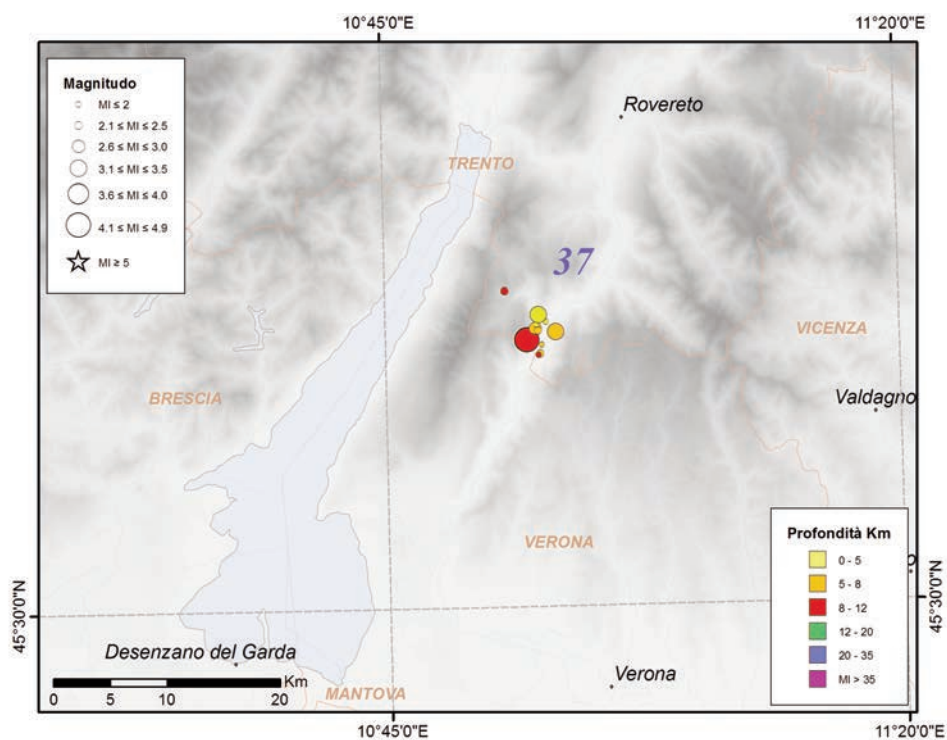 10°45'0"E
11°20'0"E
Magnitudo
Ml ≤ 2
2.1 ≤ Ml ≤ 2.5
2.6 ≤ Ml ≤ 3.0
3.1 ≤ Ml ≤ 3.5
3.6 ≤ Ml ≤ 4.0
4.1 ≤ Ml ≤ 4.9
Ml ≥ 5
Rovereto
TRENTO
37
VICENZA
BRESCIA
Valdagno
VERONA
Profondità Km
0 - 5
5 - 8
8 - 12
12 - 20
20 - 35
Ml > 35
o
45°30'0"N
45°30'0"N
Desenzano del Garda
Verona
MANTOVA
Km
0 5 10 20
10°45'0"E
11°20'0"E